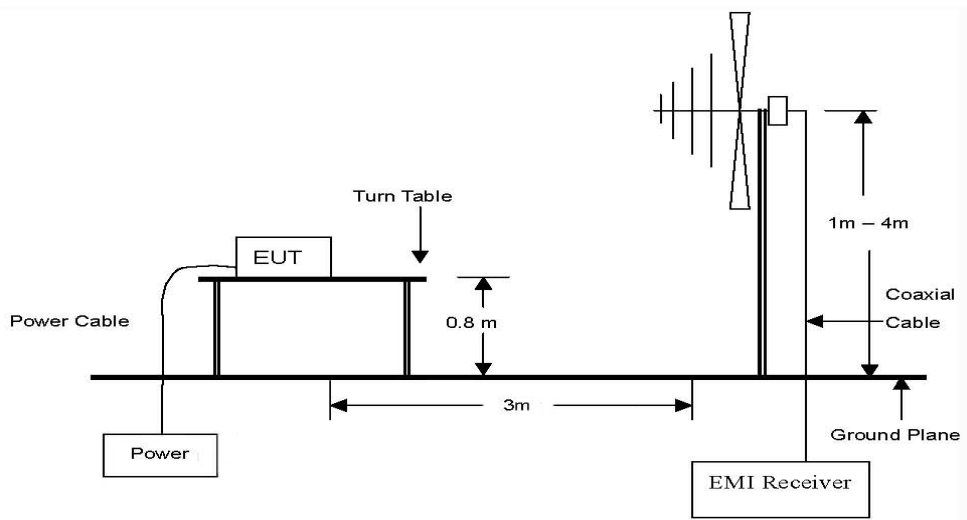 Turn Table
1m – 4m
EUT
Coaxial
Cable
Power Cable
0.8 m
3m
Ground Plane
Power
EMI Receiver